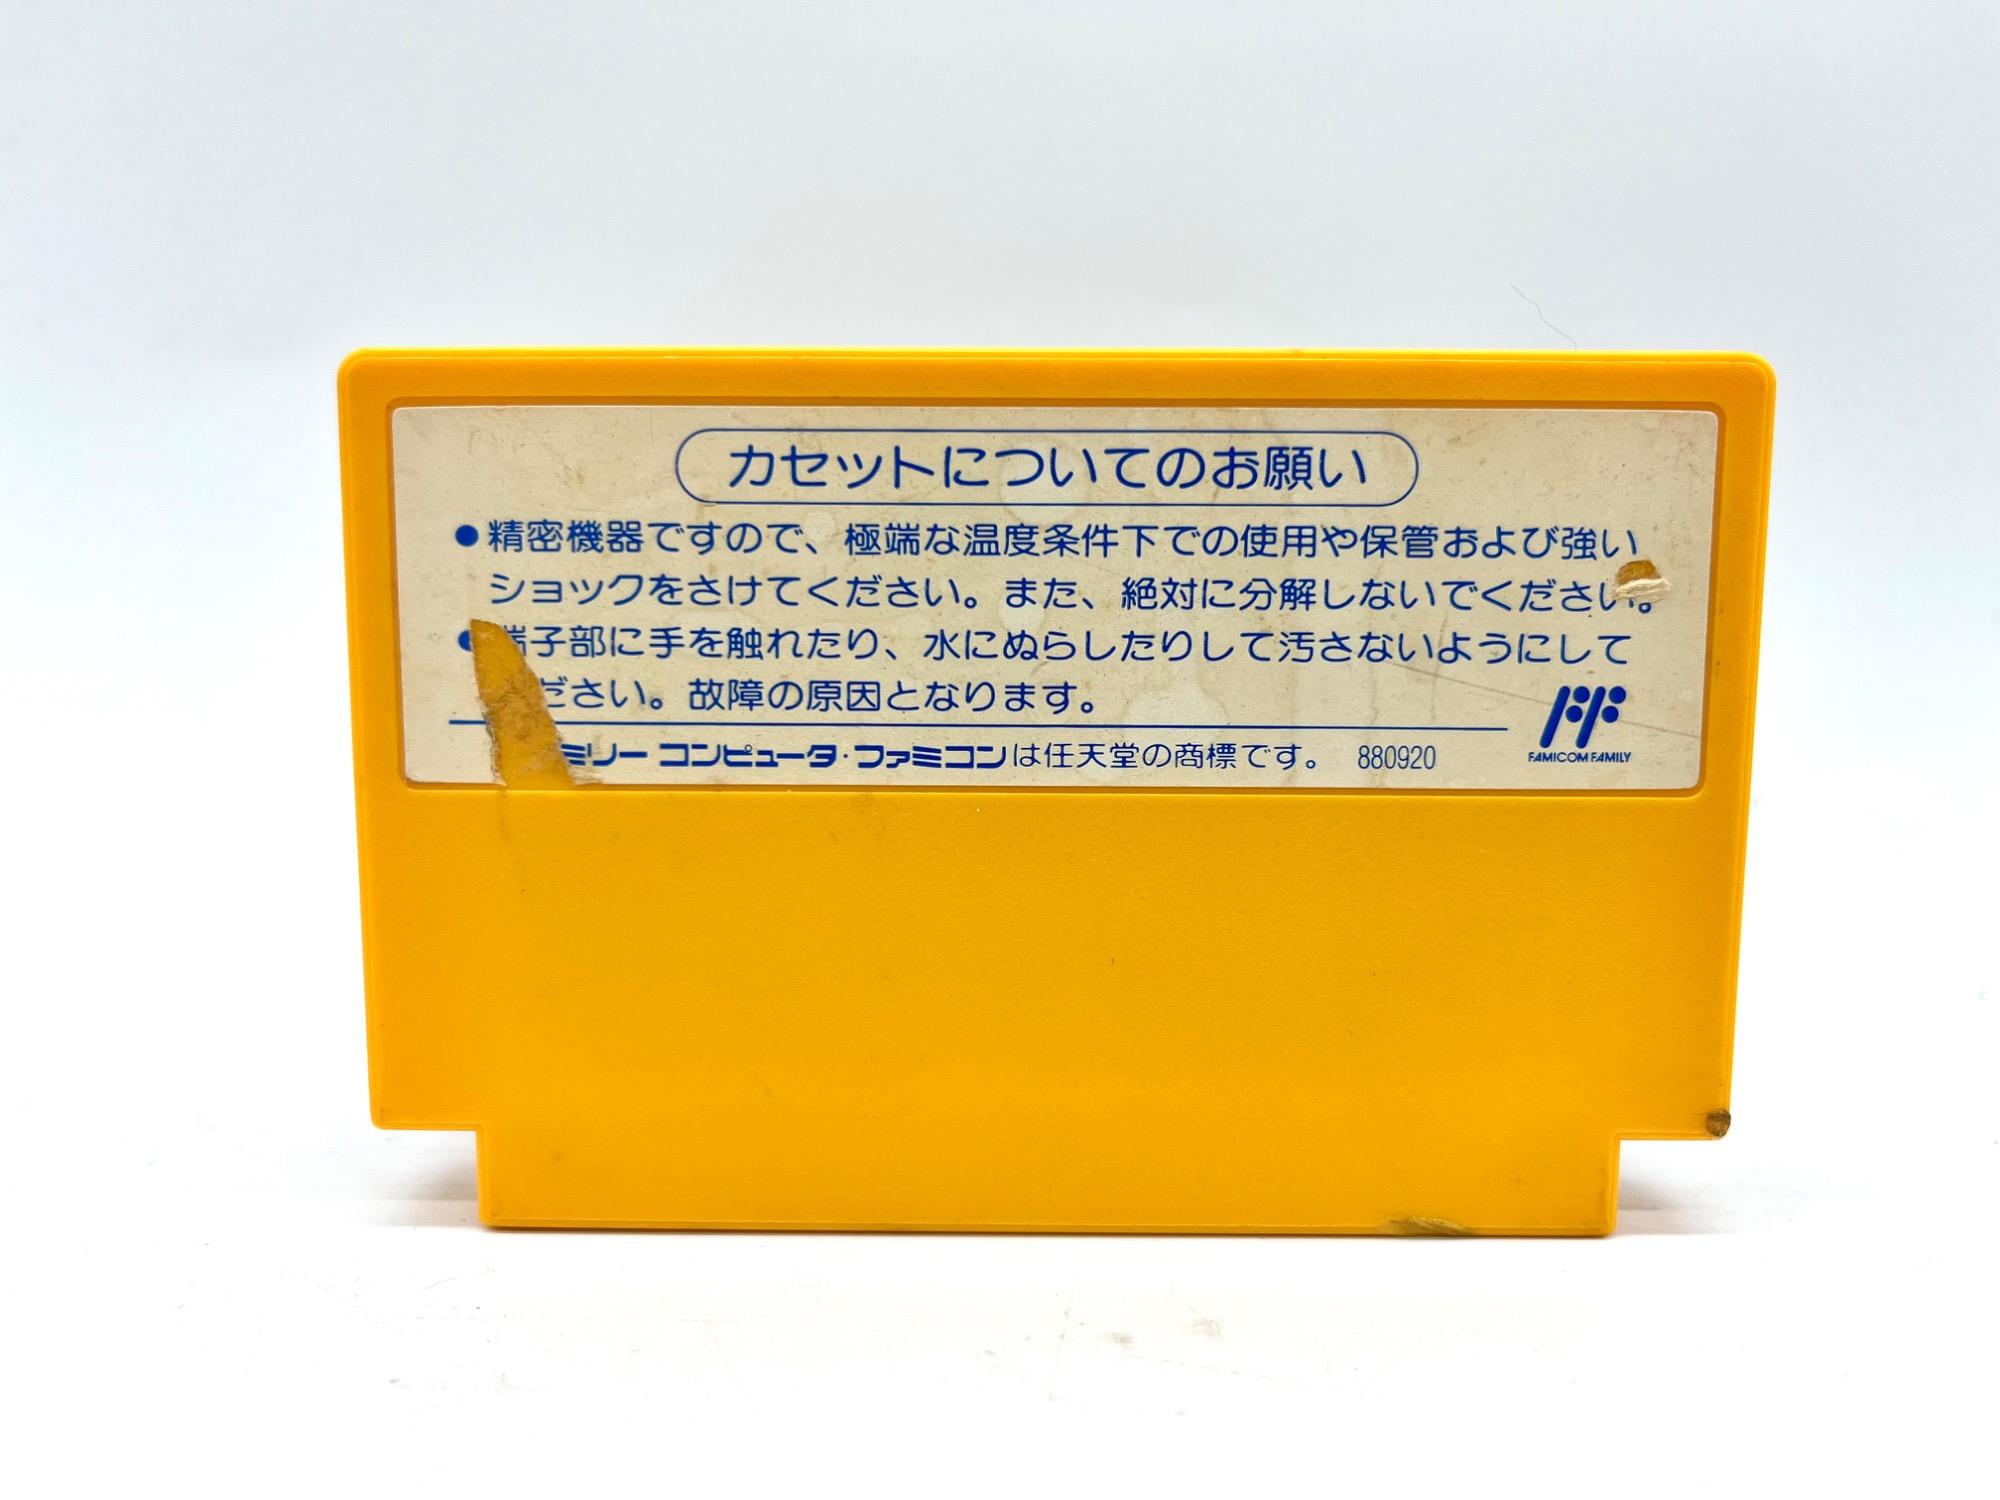 カセットについてのお願い
●精密機器ですので、極端な温度条件下での使用や保管および強い
ショックをさけてください。また、絶対に分解しないでください。
●端子部に手を触れたり、水にぬらしたりして汚さないようにして
ださい。故障の原因となります。
ミリー コンピュータ・ファミコンは任天堂の商標です。 880920
FAMICOM FAMILY